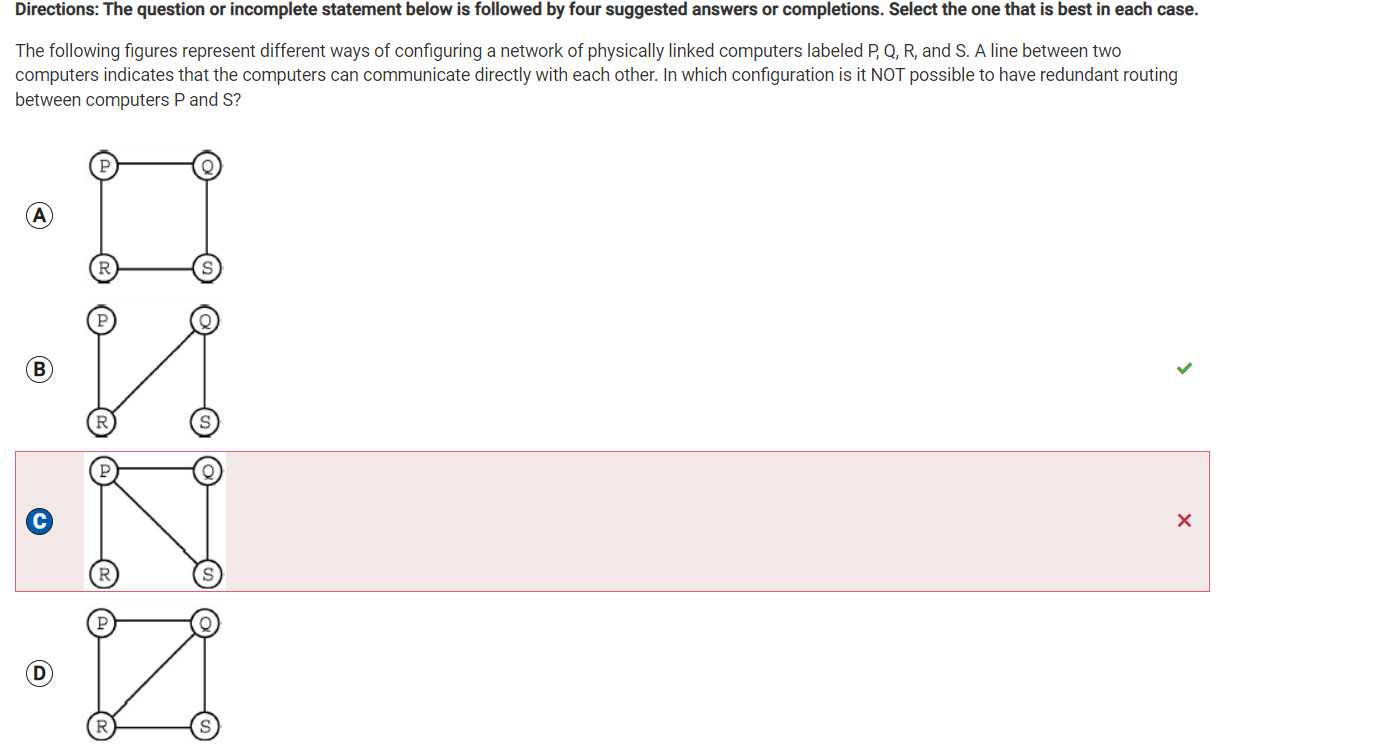 Directions: The question or incomplete statement below is followed by four suggested answers or completions. Select the one that is best in each case.
The following figures represent different ways of configuring a network of physically linked computers labeled P, Q, R, and S. A line between two
computers indicates that the computers can communicate directly with each other. In which configuration is it NOT possible to have redundant routing
between computers P and S?
P Q
A
R S
P Q
B
R S
P Q
C
R S
P Q
D
R S